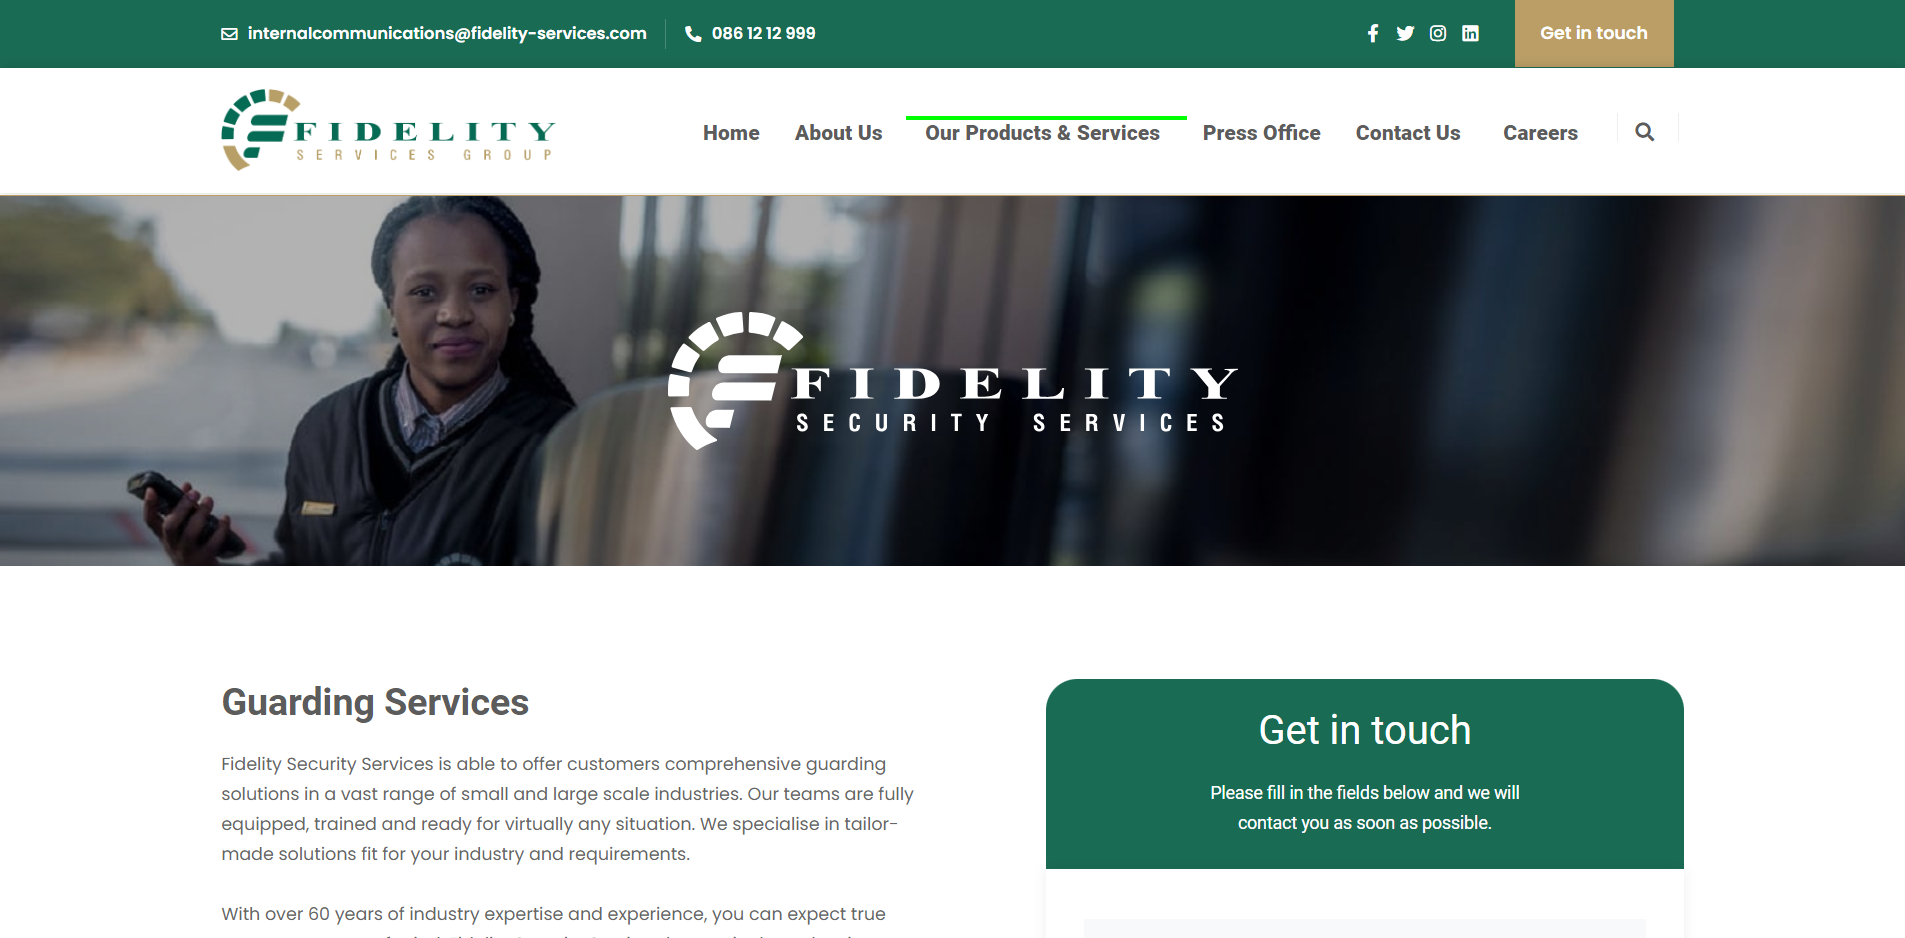 internalcommunications@fidelity-services.com
086 12 12 999
Get in touch
FIDELITY
SERVICES GROUP
Home
About Us
Our Products & Services
Press Office
Contact Us
Careers
FIDELITY
SECURITY SERVICES
Guarding Services
Fidelity Security Services is able to offer customers comprehensive guarding
solutions in a vast range of small and large scale industries. Our teams are fully
equipped, trained and ready for virtually any situation. We specialise in tailor-
made solutions fit for your industry and requirements.
With over 60 years of industry expertise and experience, you can expect true
Get in touch
Please fill in the fields below and we will
contact you as soon as possible.